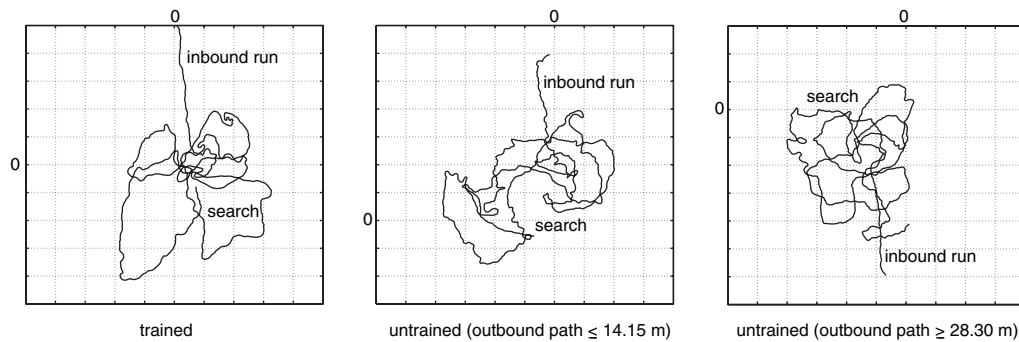 0
inbound run
0
search
trained
0
inbound run
0
search
untrained (outbound path ≤ 14.15 m)
0
search
0
inbound run
untrained (outbound path ≥ 28.30 m)